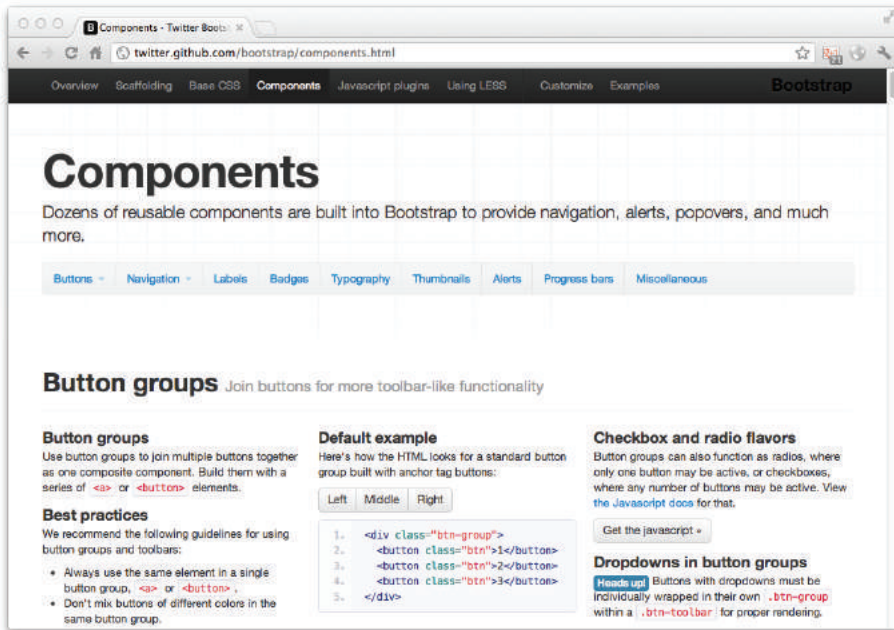 Components - Twitter Boots
twitter.github.com/bootstrap/components.html
Overview Scaffolding Base CSS Components Javascript plugins Using LESS Customize Examples Bootstrap
Components
Dozens of reusable components are built into Bootstrap to provide navigation, alerts, popovers, and much
more.
Buttons Navigation Labels Badges Typography Thumbnails Alerts Progress bars Miscellaneous
Button groups Join buttons for more toolbar-like functionality
Button groups
Use button groups to join multiple buttons together
as one composite component. Build them with a
series of <a> or <button> elements.
Best practices
We recommend the following guidelines for using
button groups and toolbars:
• Always use the same element in a single
button group, <a> or <button> .
• Don't mix buttons of different colors in the
same button group.
Default example
Here's how the HTML looks for a standard button
group built with anchor tag buttons:
Left Middle Right
1. <div class="btn-group">
2. <button class="btn">1</button>
3. <button class="btn">2</button>
4. <button class="btn">3</button>
5. </div>
Checkbox and radio flavors
Button groups can also function as radios, where
only one button may be active, or checkboxes,
where any number of buttons may be active. View
the Javascript docs for that.
Get the javascript »
Dropdowns in button groups
Heads up! Buttons with dropdowns must be
individually wrapped in their own .btn-group
within a .btn-toolbar for proper rendering.